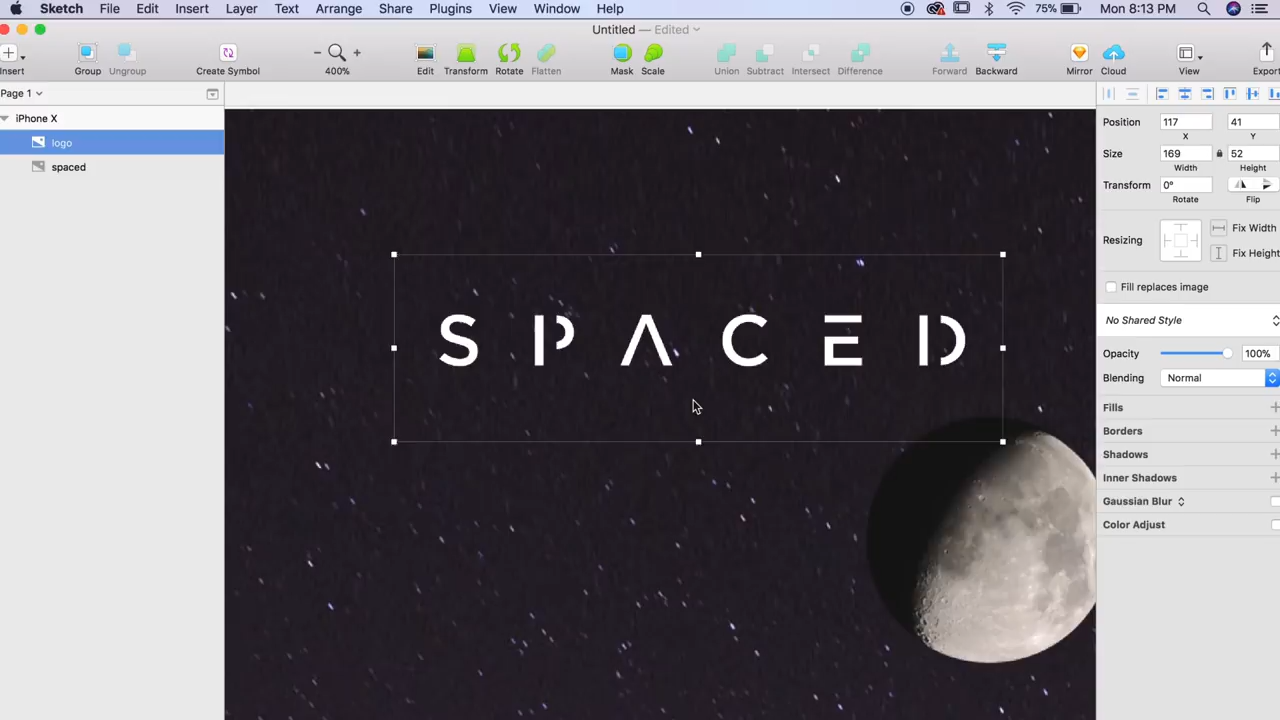 Sketch File Edit Insert Layer Text Arrange Share Plugins View Window Help 75% Mon 8:13 PM
Untitled — Edited
Insert Group Ungroup Create Symbol 400% Edit Transform Rotate Flatten Mask Scale Union Subtract Intersect Difference Forward Backward Mirror Cloud View Export
Page 1
iPhone X
logo
spaced
SPACED
Position 117 41
X Y
Size 169 52
Width Height
Transform 0°
Rotate Flip
Resizing Fix Width
Fix Height
Fill replaces image
No Shared Style
Opacity 100%
Blending Normal
Fills
Borders
Shadows
Inner Shadows
Gaussian Blur
Color Adjust